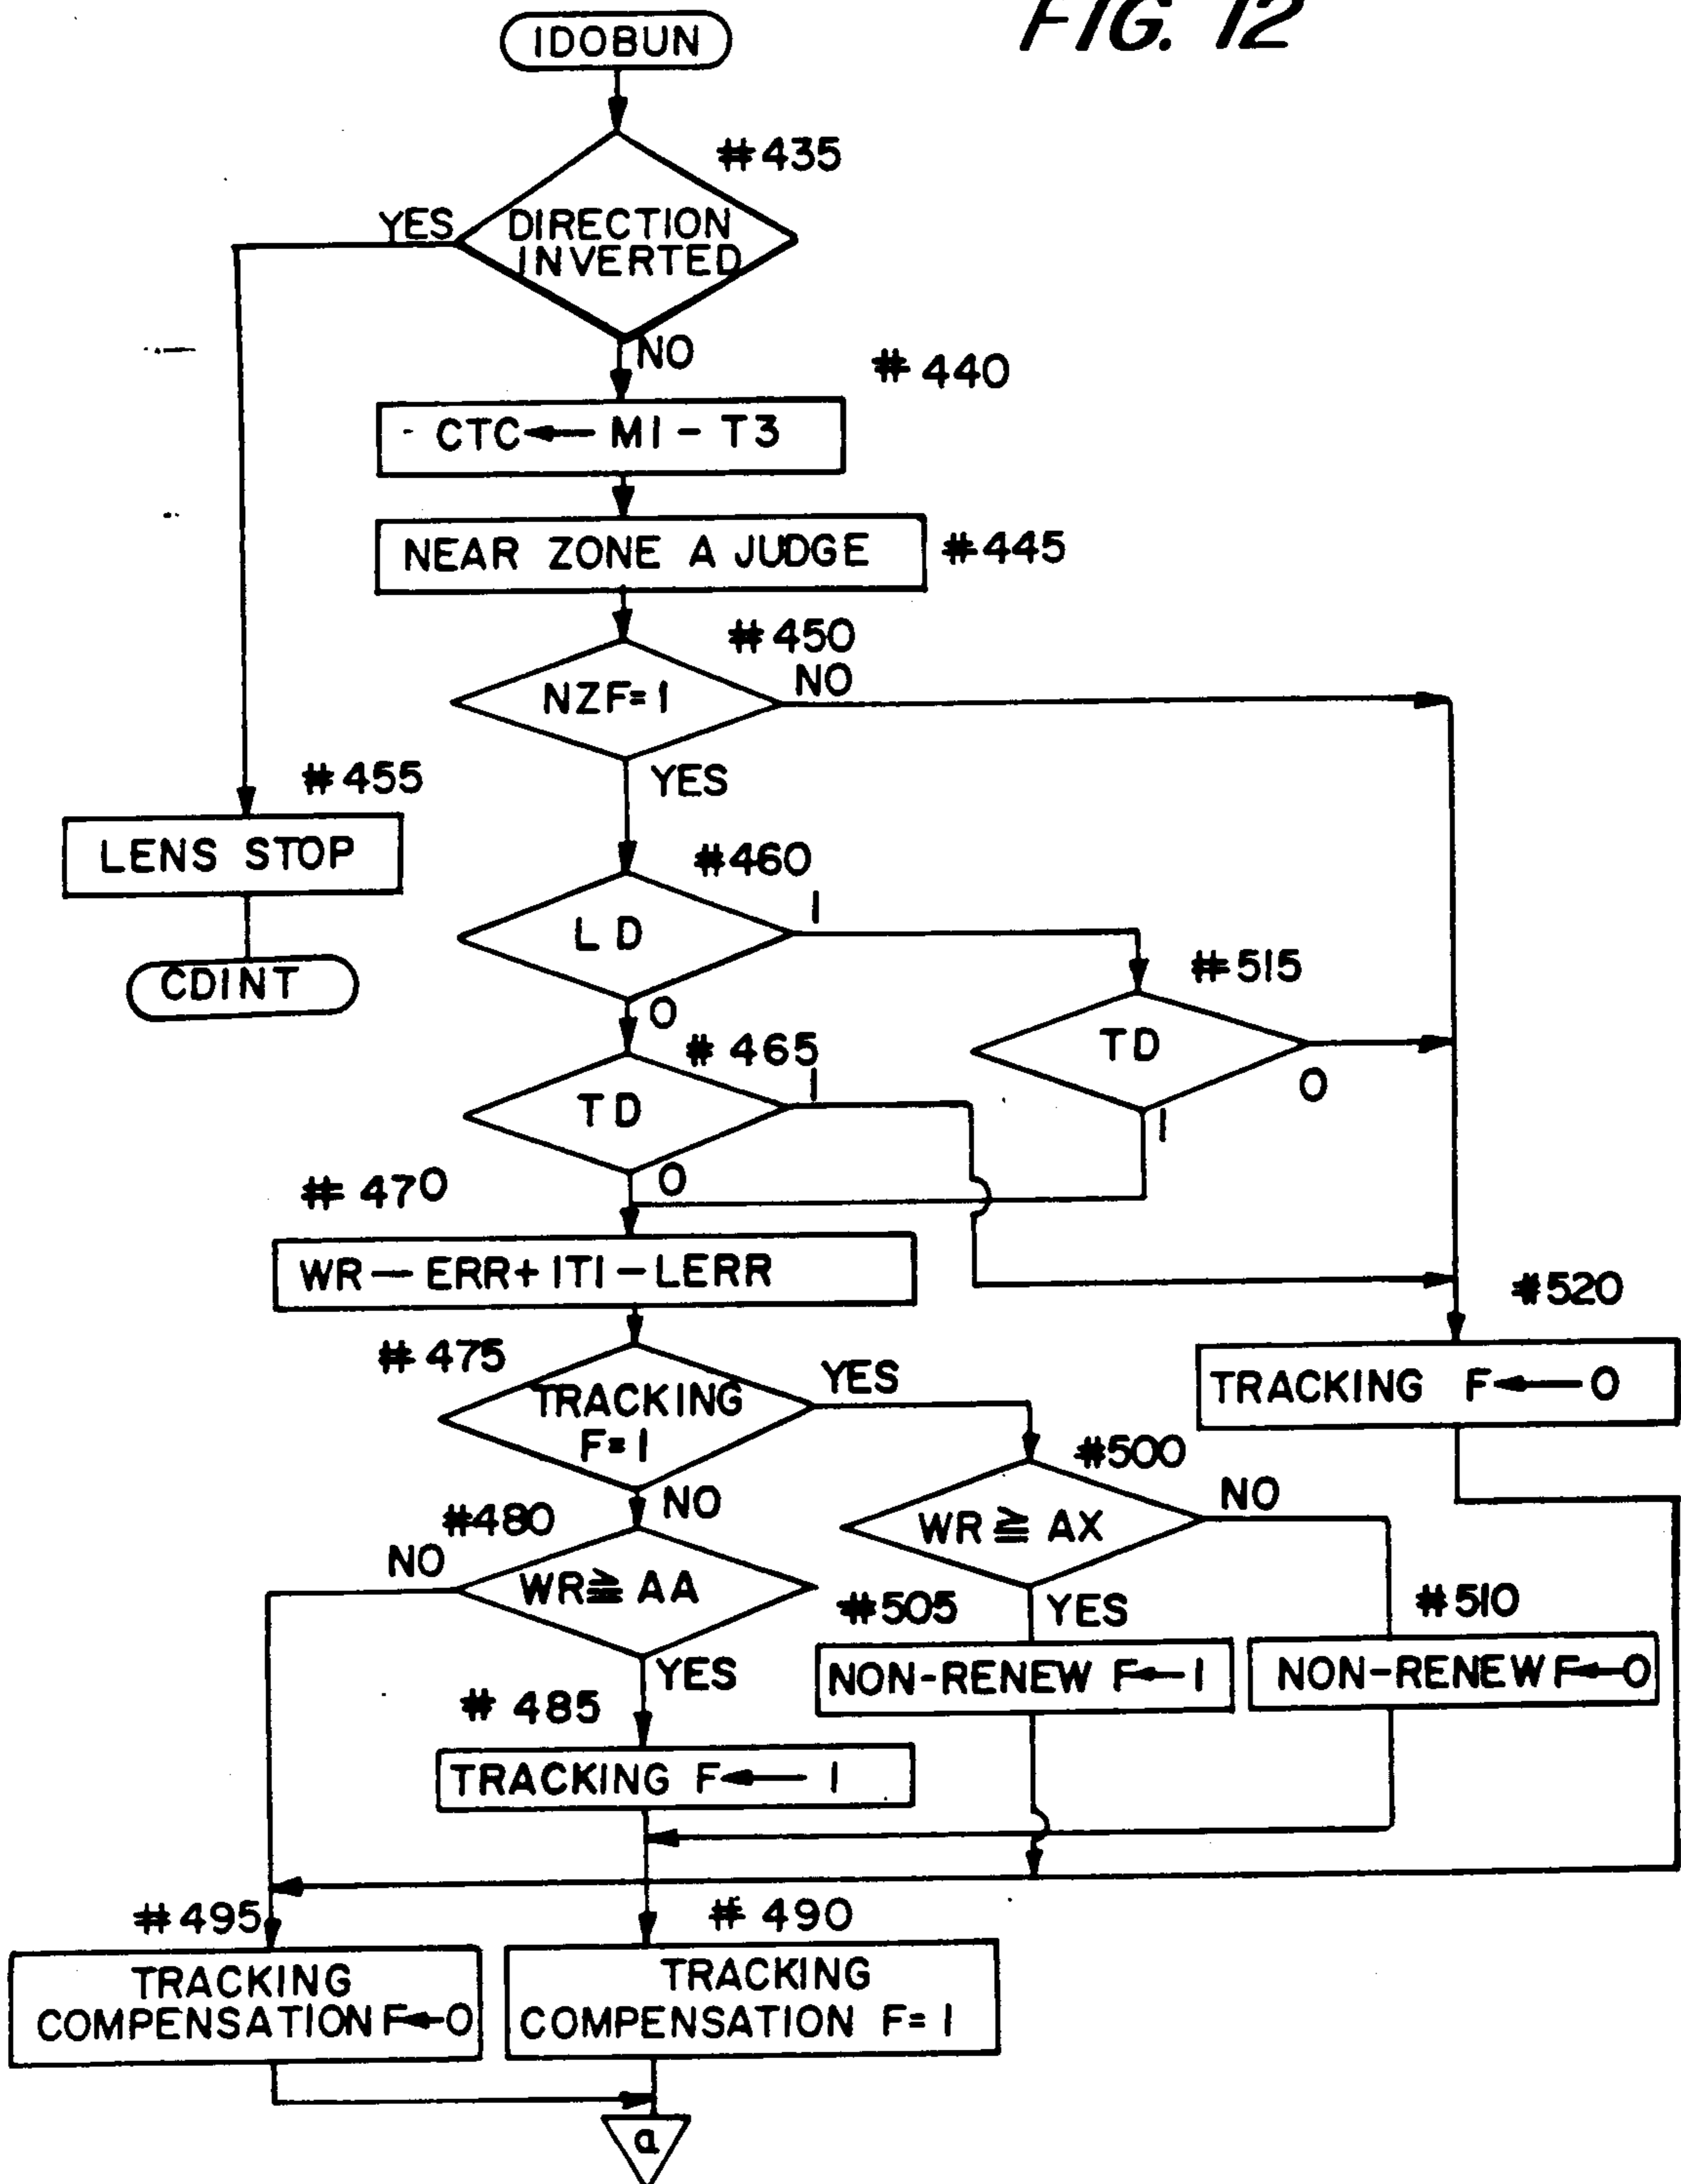 FIG. 12
IDOBUN
#435
YES
DIRECTION
INVERTED
NO
#440
CTC←M1-T3
#445
NEAR ZONE A JUDGE
#450
NZF=1
NO
YES
#455
LENS STOP
CDINT
#460
LD
1
0
#515
TD
0
1
#465
TD
1
0
#470
WR—ERR+ITI-LERR
#520
TRACKING F←0
#475
TRACKING
F=1
YES
NO
#500
WR≧AX
NO
YES
#480
NO
WR≧AA
YES
#505
NON-RENEW F←1
#510
NON-RENEW F←0
#485
TRACKING F←1
#495
TRACKING
COMPENSATION F←0
#490
TRACKING
COMPENSATION F=1
a